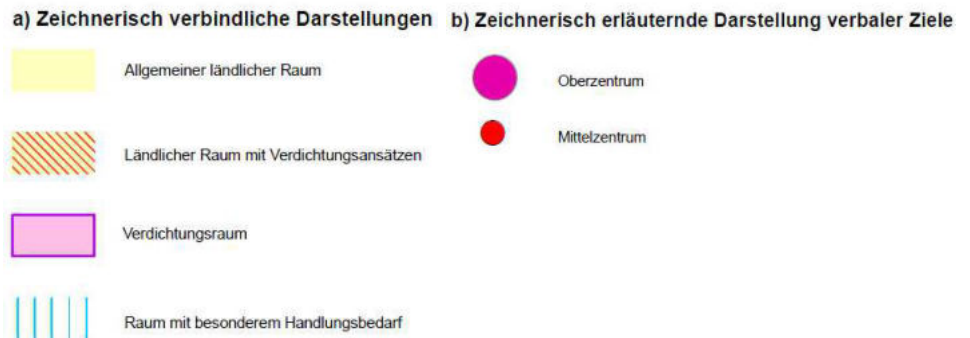 a) Zeichnerisch verbindliche Darstellungen
Allgemeiner ländlicher Raum
Ländlicher Raum mit Verdichtungsansätzen
Verdichtungsraum
Raum mit besonderem Handlungsbedarf
b) Zeichnerisch erläuternde Darstellung verbaler Ziele
Oberzentrum
Mittelzentrum